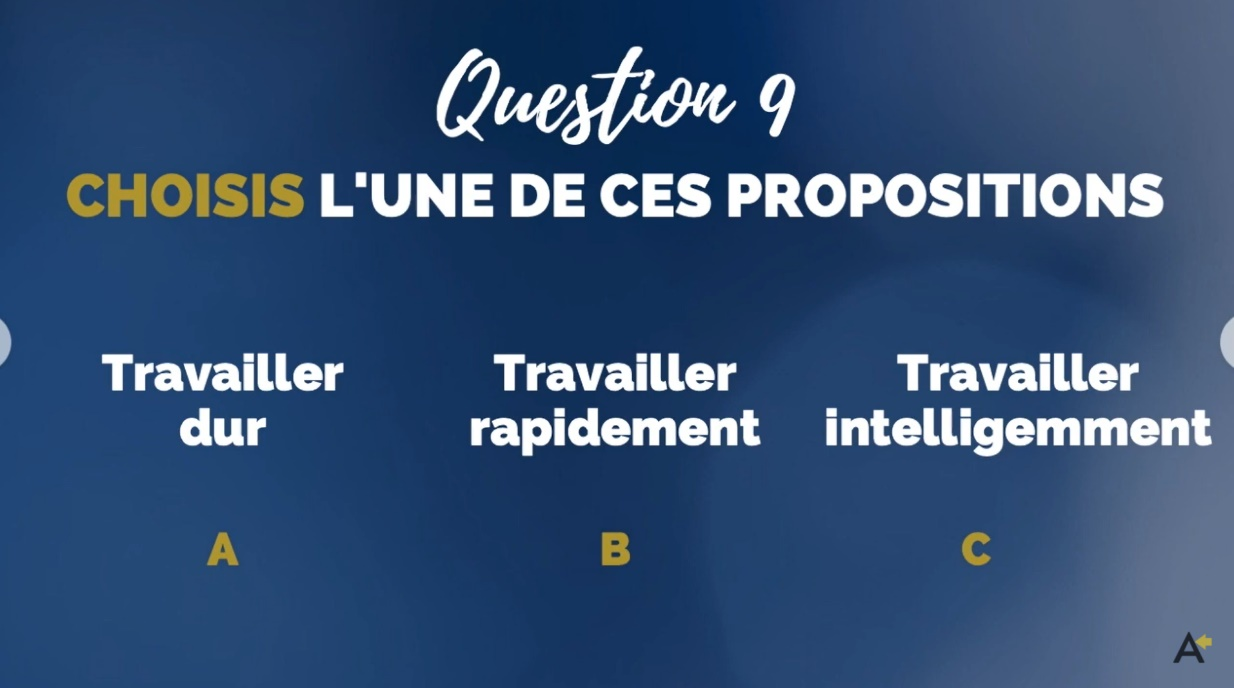 Question 9
CHOISIS L'UNE DE CES PROPOSITIONS
Travailler
dur
Travailler
rapidement
Travailler
intelligemment
A
B
C
A